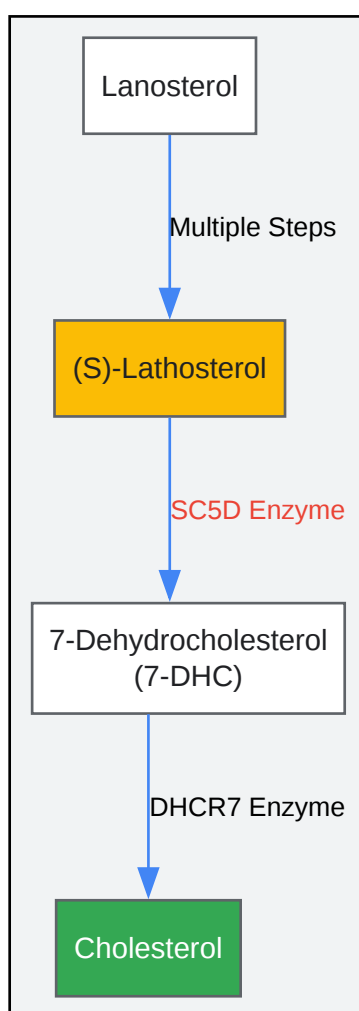 Lanosterol
Multiple Steps
(S)-Lathosterol
SC5D Enzyme
7-Dehydrocholesterol
(7-DHC)
DHCR7 Enzyme
Cholesterol